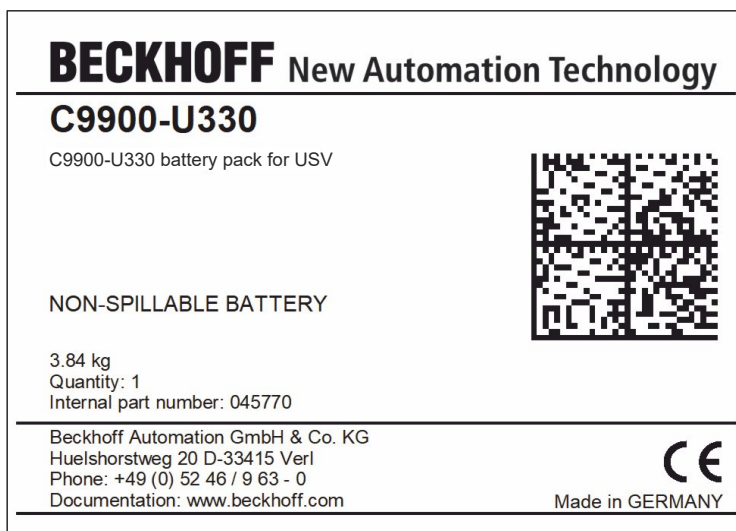 BECKHOFF New Automation Technology
C9900-U330
C9900-U330 battery pack for USV
NON-SPILLABLE BATTERY
3.84 kg
Quantity: 1
Internal part number: 045770
Beckhoff Automation GmbH & Co. KG
Huelshorstweg 20 D-33415 Verl
Phone: +49 (0) 52 46 / 9 63 - 0
Documentation: www.beckhoff.com
CE
Made in GERMANY